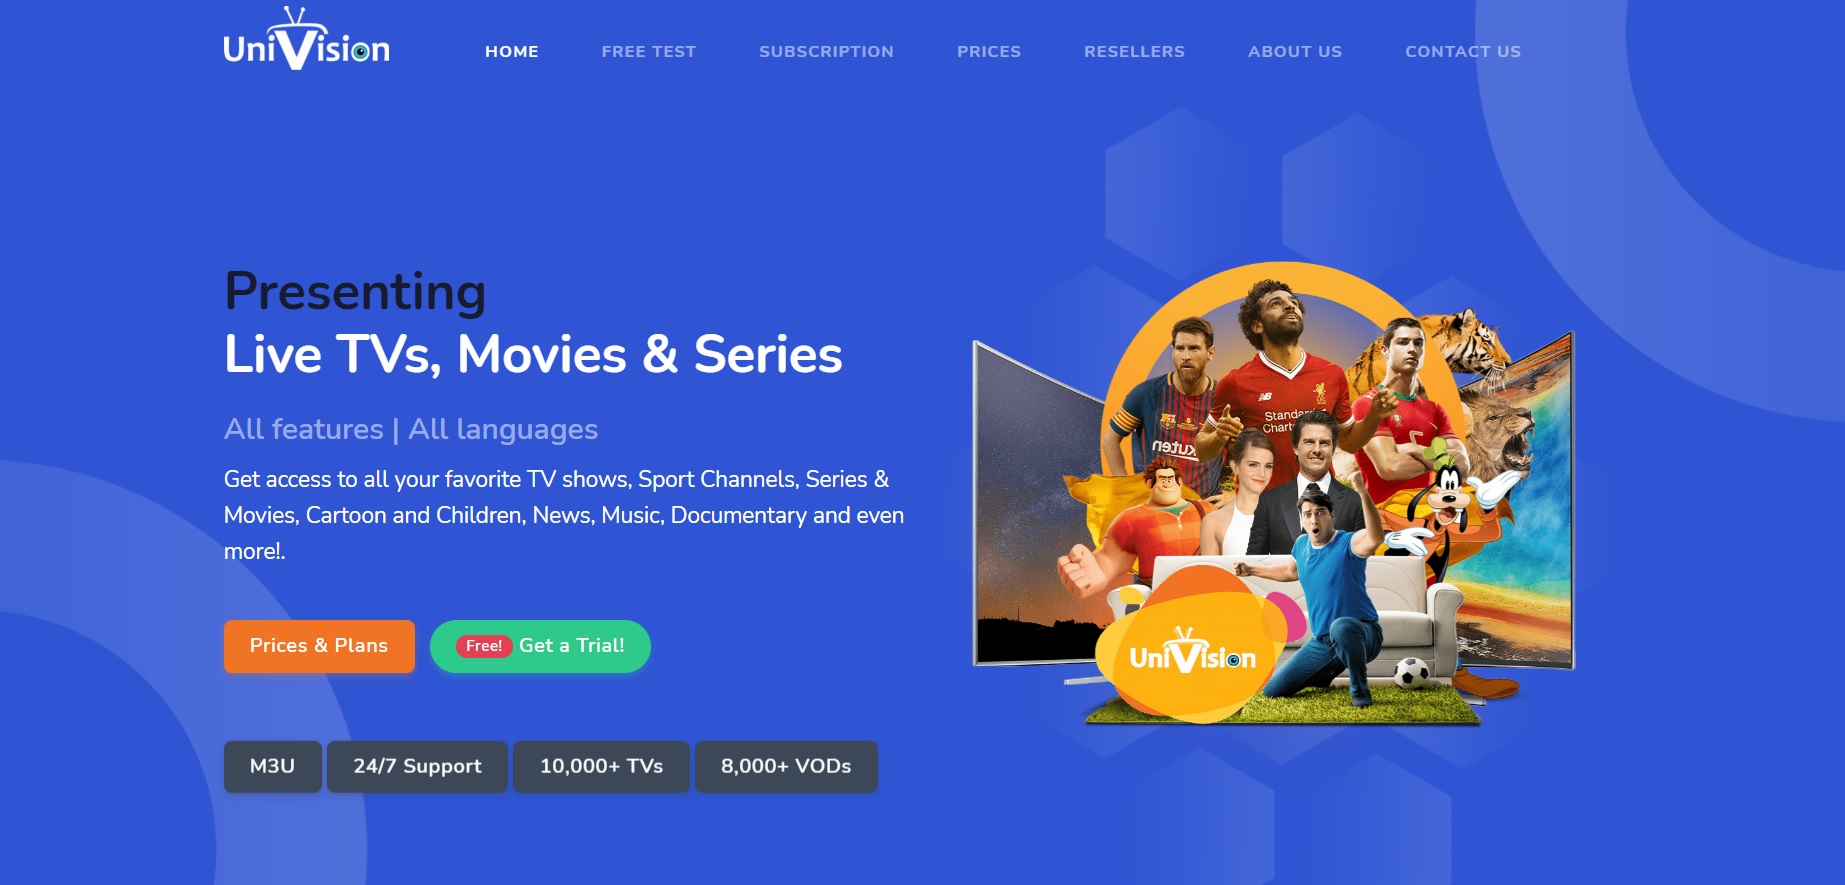 UniVision
HOME
FREE TEST
SUBSCRIPTION
PRICES
RESELLERS
ABOUT US
CONTACT US
Presenting
Live TVs, Movies & Series
All features | All languages
Get access to all your favorite TV shows, Sport Channels, Series &
Movies, Cartoon and Children, News, Music, Documentary and even
more!.
Prices & Plans
Free! Get a Trial!
M3U
24/7 Support
10,000+ TVs
8,000+ VODs
NB
7
UniVision